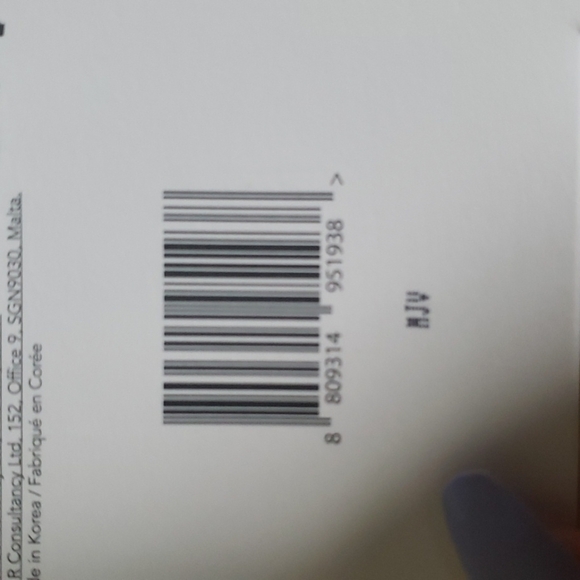 R Consultancy Ltd, 152, Office 9, SGN9030, Malta.
le in Korea / Fabriqué en Corée
8 809314 951938 >
MJV